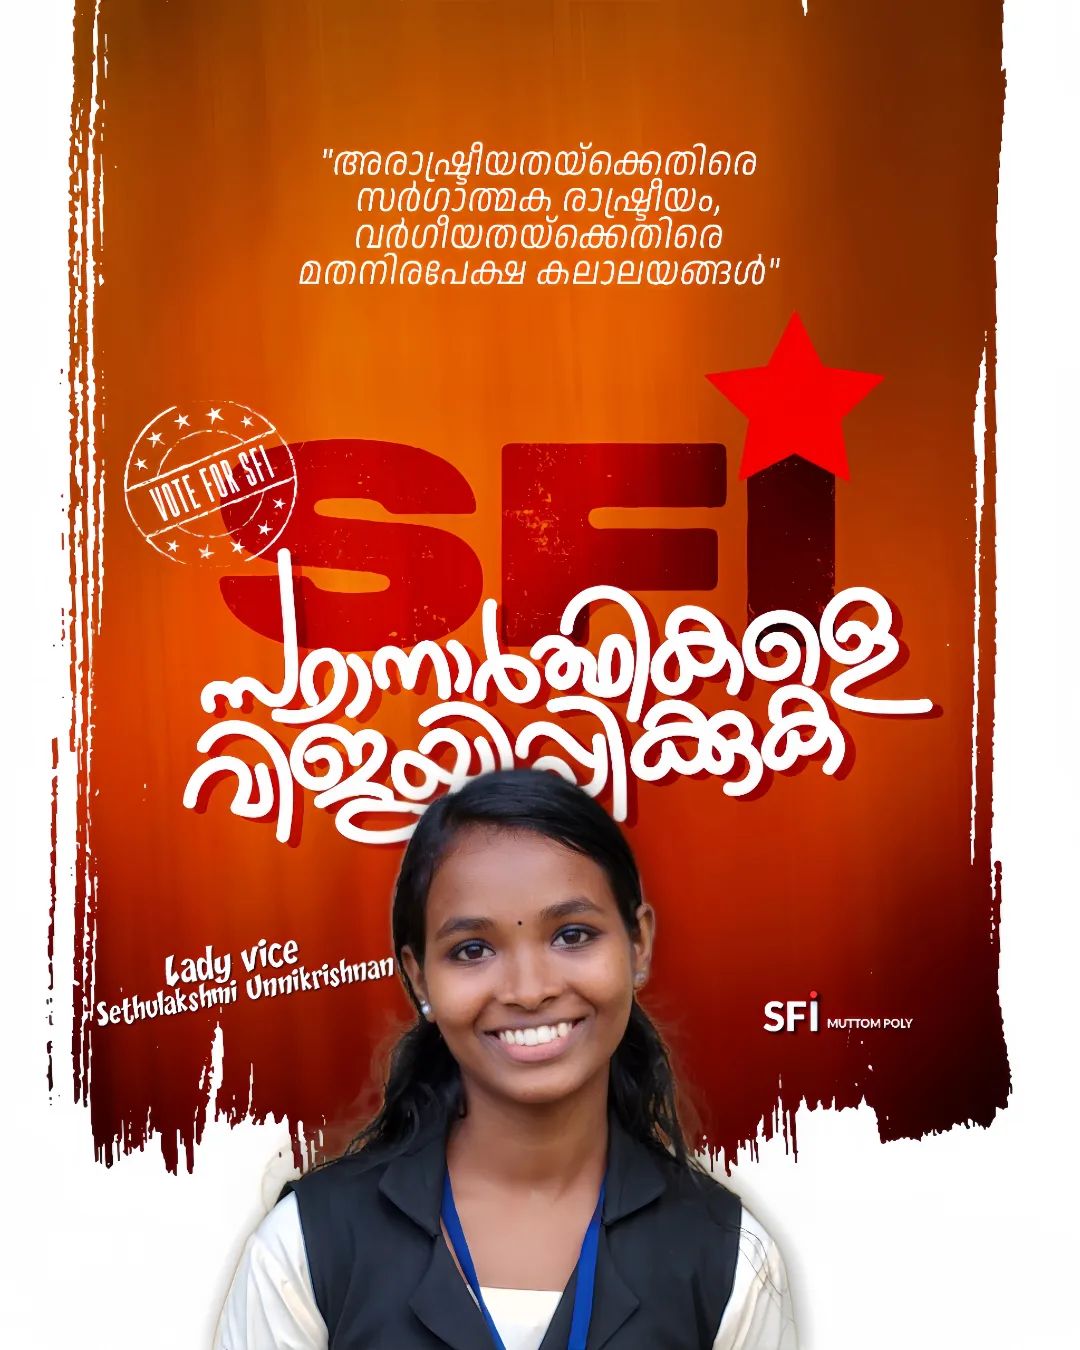 "അരാഷ്ട്രീയതയ്ക്കെതിരെ
സർഗാത്മക രാഷ്ട്രീയം,
വർഗീയതയ്ക്കെതിരെ
മതനിരപേക്ഷ കലാലയങ്ങൾ"
VOTE FOR SFI
SFI
സ്ഥാനാർത്ഥികളെ
വിജയിപ്പിക്കുക
Lady vice
Sethulakshmi Unnikrishnan
SFI MUTTOM POLY